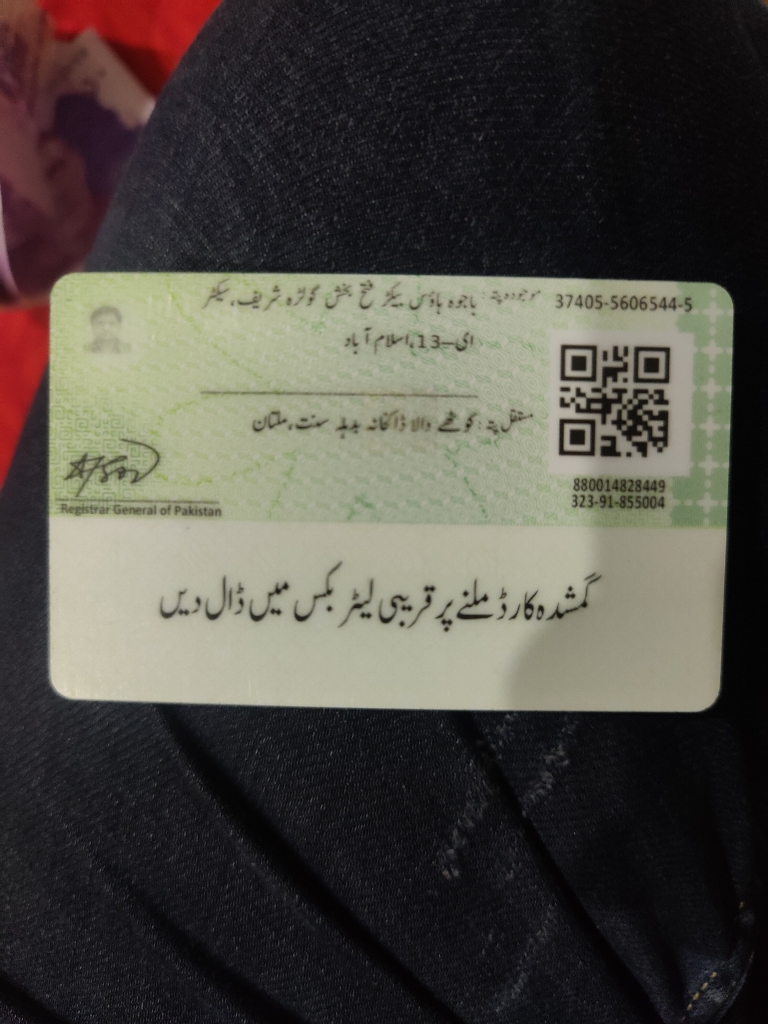 موجودہ پتہ: باجوہ ہاؤس بیکز فتح بخش گولڑہ شریف، سیکٹر
37405-5606544-5
ای-13، اسلام آباد
مستقل پتہ: کوٹھے والا ڈاکخانہ بدہلہ سنت، ملتان
880014828449
323-91-855004
Registrar General of Pakistan
گمشدہ کارڈ ملنے پر قریبی لیٹر بکس میں ڈال دیں